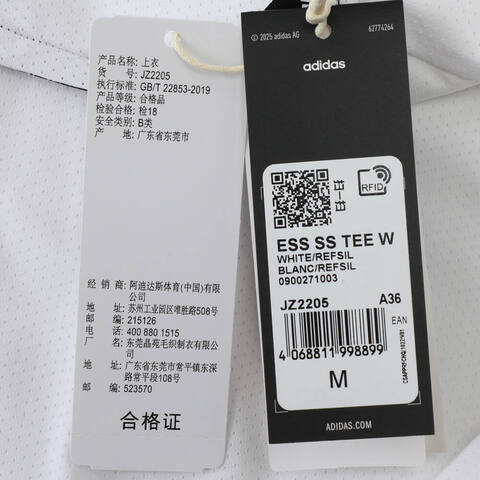 产品名称: 上衣
货 号: JZ2205
执行标准: GB/T 22853-2019
产品等级: 合格品
检验合格: 检18
安全类别: B类
产 地: 广东省东莞市
经 销 商: 阿迪达斯体育(中国)有限公司
地 址: 苏州工业园区唯胜路508号
邮 编: 215126
电 话: 400 880 1515
厂 名: 东莞晶苑毛织制衣有限公司
地 址: 广东省东莞市常平镇东深路常平段108号
邮 编: 523570
合格证
© 2025 adidas AG
62774264
adidas
RFID
ESS SS TEE W
WHITE/REFSIL
BLANC/REFSIL
0900271003
JZ2205 A36
EAN
4 068811 998899
M
ADIDAS.COM